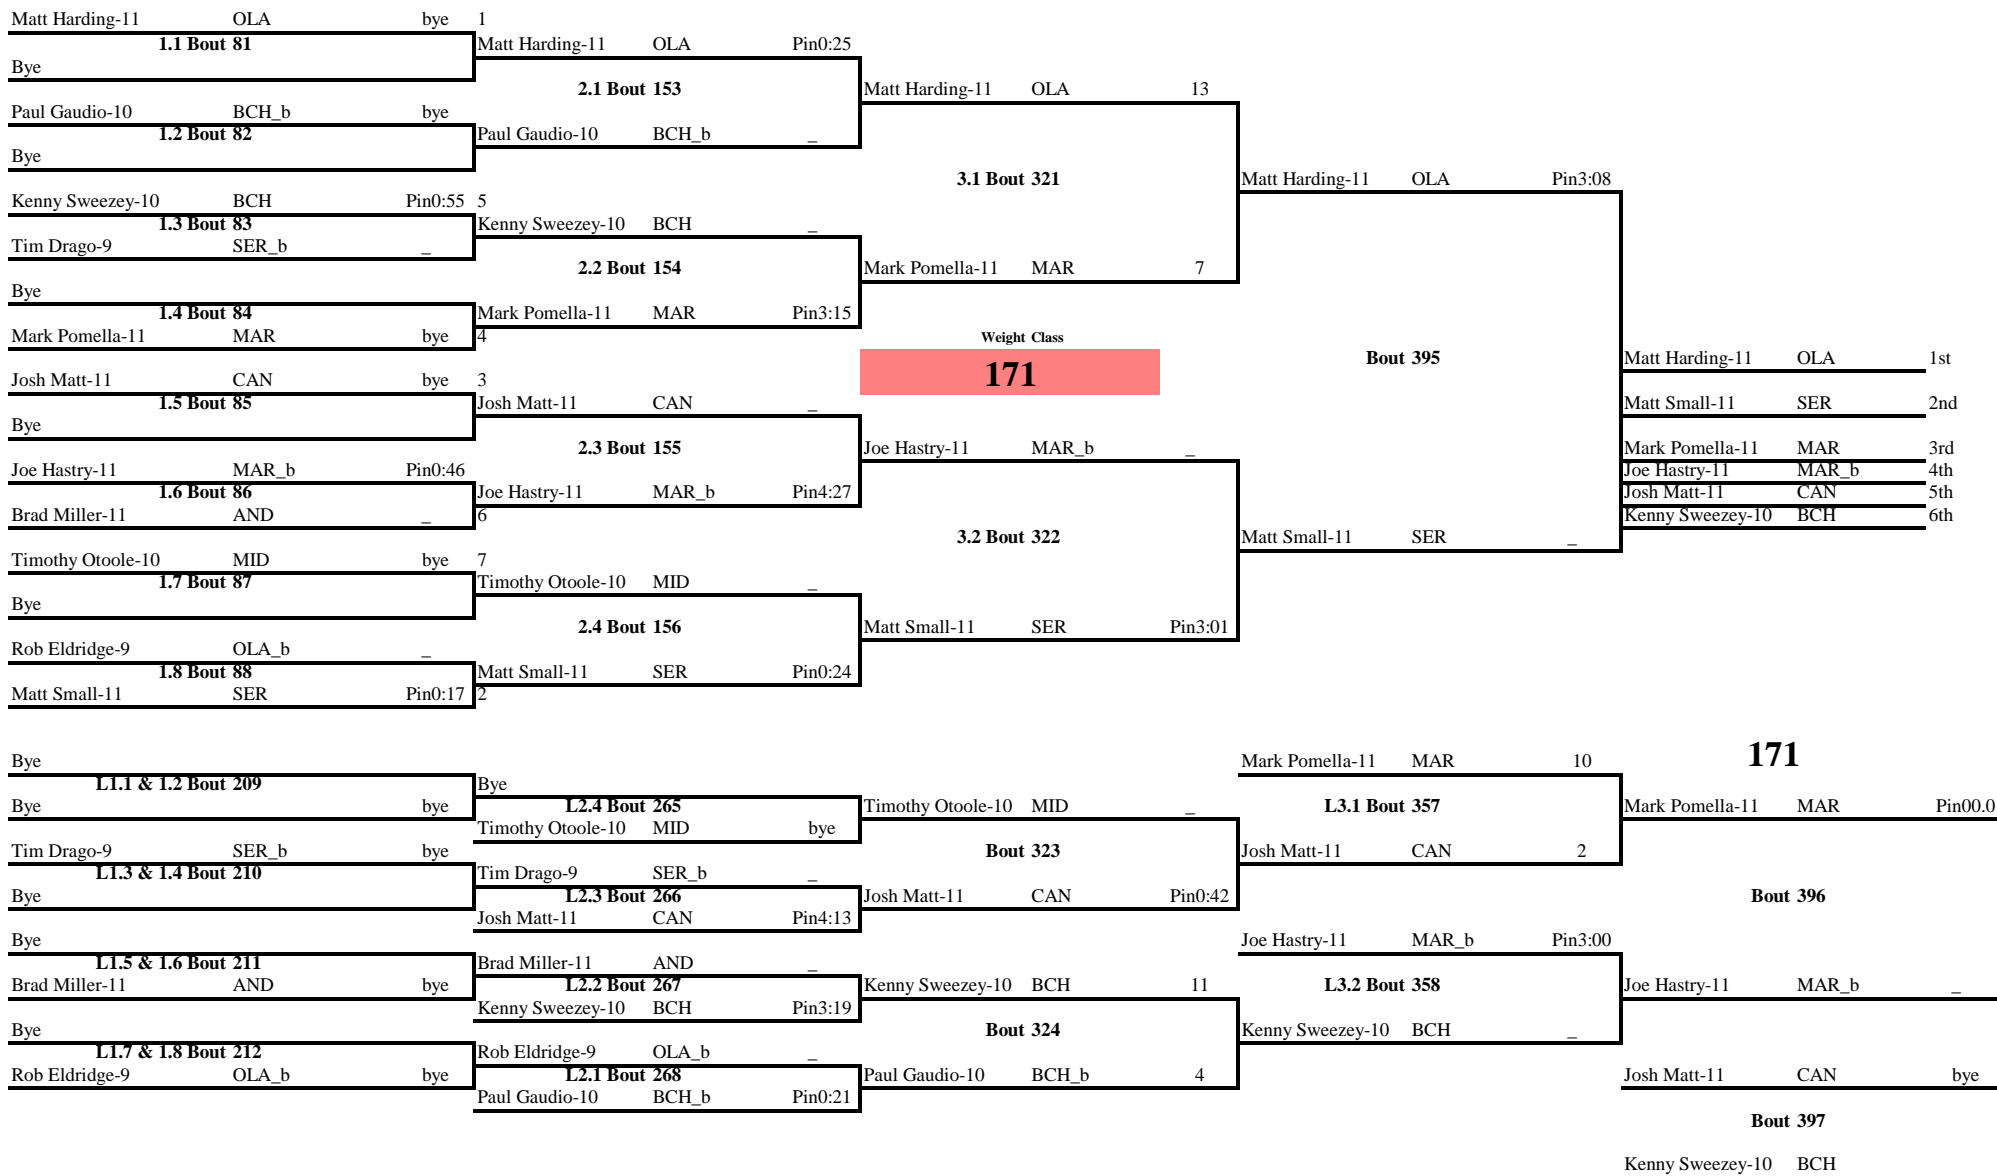 Matt Harding-11 OLA bye 1
1.1 Bout 81
Bye
Paul Gaudio-10 BCH_b bye
1.2 Bout 82
Bye
Kenny Sweezey-10 BCH Pin0:55 5
1.3 Bout 83
Tim Drago-9 SER_b _
Bye
1.4 Bout 84
Mark Pomella-11 MAR bye 4
Josh Matt-11 CAN bye 3
1.5 Bout 85
Bye
Joe Hastry-11 MAR_b Pin0:46
1.6 Bout 86
Brad Miller-11 AND _ 6
Timothy Otoole-10 MID bye 7
1.7 Bout 87
Bye
Rob Eldridge-9 OLA_b _
1.8 Bout 88
Matt Small-11 SER Pin0:17 2
Matt Harding-11 OLA Pin0:25
2.1 Bout 153
Paul Gaudio-10 BCH_b _
Kenny Sweezey-10 BCH _
2.2 Bout 154
Mark Pomella-11 MAR Pin3:15
Josh Matt-11 CAN _
2.3 Bout 155
Joe Hastry-11 MAR_b Pin4:27
Timothy Otoole-10 MID _
2.4 Bout 156
Matt Small-11 SER Pin0:24
Matt Harding-11 OLA 13
3.1 Bout 321
Mark Pomella-11 MAR 7
Weight Class
171
Joe Hastry-11 MAR_b _
3.2 Bout 322
Matt Small-11 SER Pin3:01
Matt Harding-11 OLA Pin3:08
Bout 395
Matt Small-11 SER _
Matt Harding-11 OLA 1st
Matt Small-11 SER 2nd
Mark Pomella-11 MAR 3rd
Joe Hastry-11 MAR_b 4th
Josh Matt-11 CAN 5th
Kenny Sweezey-10 BCH 6th
Bye
L1.1 & 1.2 Bout 209
Bye bye
Tim Drago-9 SER_b bye
L1.3 & 1.4 Bout 210
Bye
Bye
L1.5 & 1.6 Bout 211
Brad Miller-11 AND bye
Bye
L1.7 & 1.8 Bout 212
Rob Eldridge-9 OLA_b bye
Bye
L2.4 Bout 265
Timothy Otoole-10 MID bye
Tim Drago-9 SER_b _
L2.3 Bout 266
Josh Matt-11 CAN Pin4:13
Brad Miller-11 AND _
L2.2 Bout 267
Kenny Sweezey-10 BCH Pin3:19
Rob Eldridge-9 OLA_b _
L2.1 Bout 268
Paul Gaudio-10 BCH_b Pin0:21
Timothy Otoole-10 MID _
Bout 323
Josh Matt-11 CAN Pin0:42
Kenny Sweezey-10 BCH 11
Bout 324
Paul Gaudio-10 BCH_b 4
Mark Pomella-11 MAR 10
L3.1 Bout 357
Josh Matt-11 CAN 2
Joe Hastry-11 MAR_b Pin3:00
L3.2 Bout 358
Kenny Sweezey-10 BCH _
171
Mark Pomella-11 MAR Pin00.0
Bout 396
Joe Hastry-11 MAR_b _
Josh Matt-11 CAN bye
Bout 397
Kenny Sweezey-10 BCH